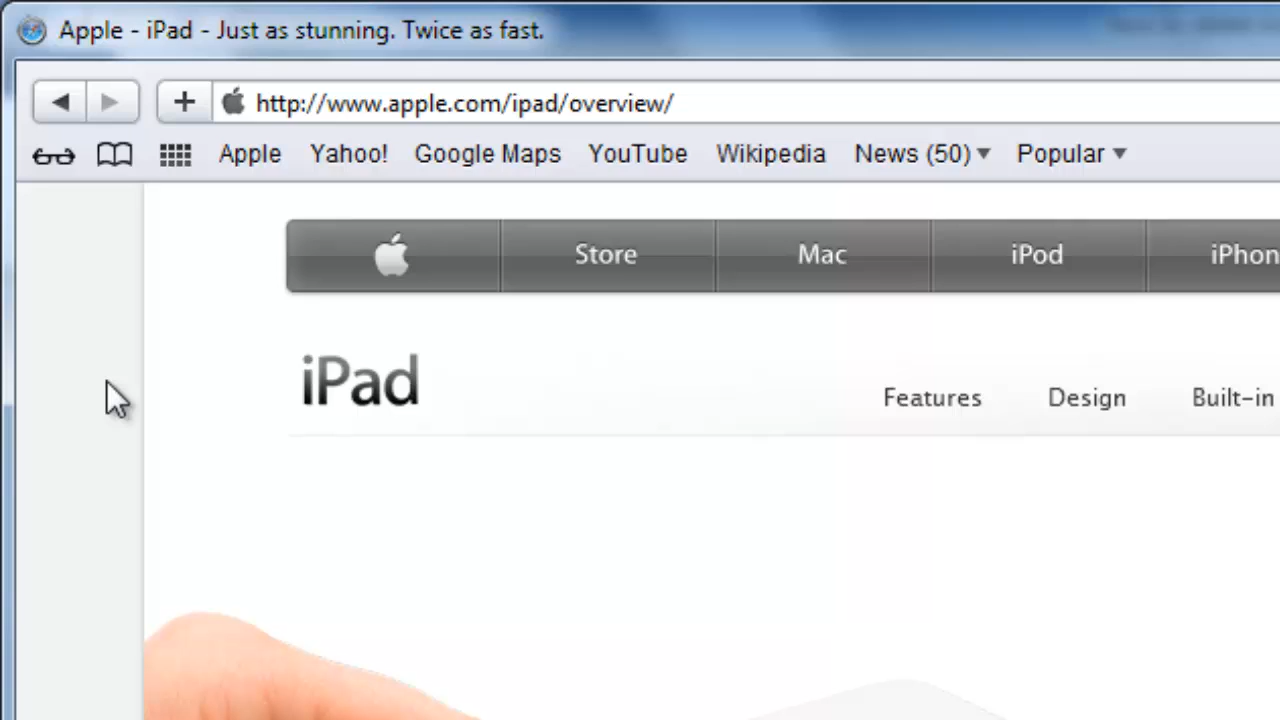 Apple - iPad - Just as stunning. Twice as fast.
http://www.apple.com/ipad/overview/
Apple Yahoo! Google Maps YouTube Wikipedia News (50) Popular
Store Mac iPod iPhon
iPad
Features Design Built-in